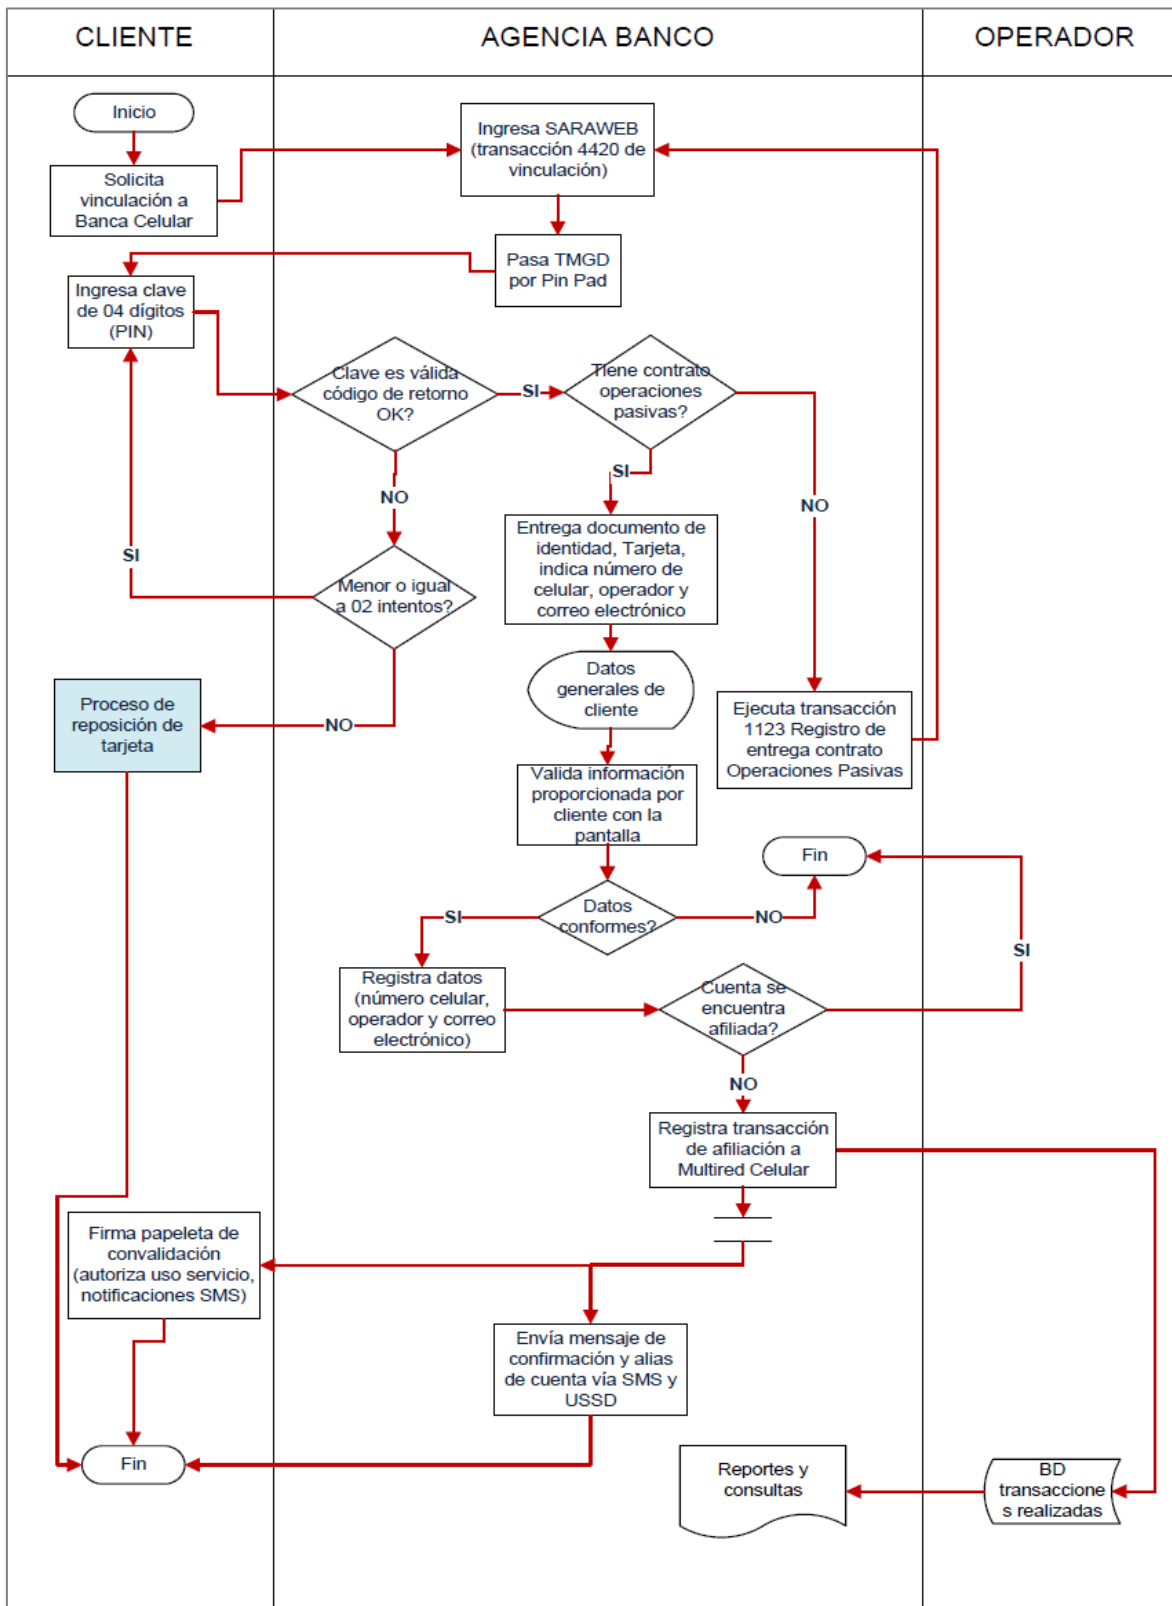 CLIENTE
AGENCIA BANCO
OPERADOR
Inicio
Ingresa SARAWEB
(transacción 4420 de
vinculación)
Solicita
vinculación a
Banca Celular
Pasa TMGD
por Pin Pad
Ingresa clave
de 04 dígitos
(PIN)
Clave es válida
código de retorno
OK?
SI
Tiene contrato
operaciones
pasivas?
SI
NO
NO
Entrega documento de
identidad, Tarjeta,
indica número de
celular, operador y
correo electrónico
SI
Menor o igual
a 02 intentos?
Datos
generales de
cliente
Proceso de
reposición de
tarjeta
NO
Ejecuta transacción
1123 Registro de
entrega contrato
Operaciones Pasivas
Valida información
proporcionada por
cliente con la
pantalla
Fin
Datos
conformes?
SI
NO
SI
Registra datos
(número celular,
operador y correo
electrónico)
Cuenta se
encuentra
afiliada?
NO
Registra transacción
de afiliación a
Multired Celular
Firma papeleta de
convalidación
(autoriza uso servicio,
notificaciones SMS)
Envía mensaje de
confirmación y alias
de cuenta vía SMS y
USSD
Fin
Reportes y
consultas
BD
transaccione
s realizadas